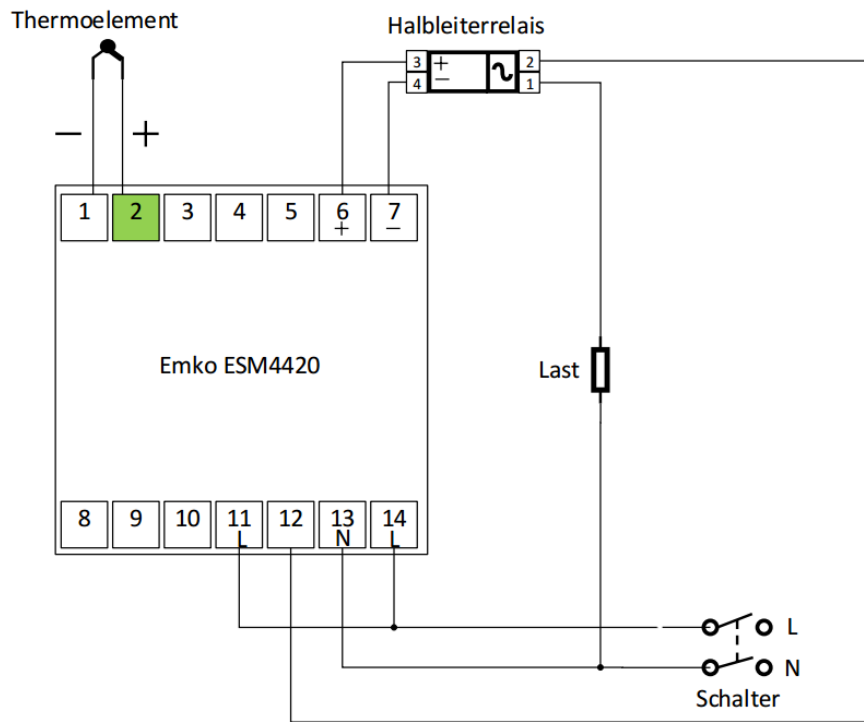 Thermoelement
Halbleiterrelais
3 + 2
4 − 1
− +
1 2 3 4 5 6 7
+ −
Emko ESM4420
Last
8 9 10 11 12 13 14
L N L
L
N
Schalter